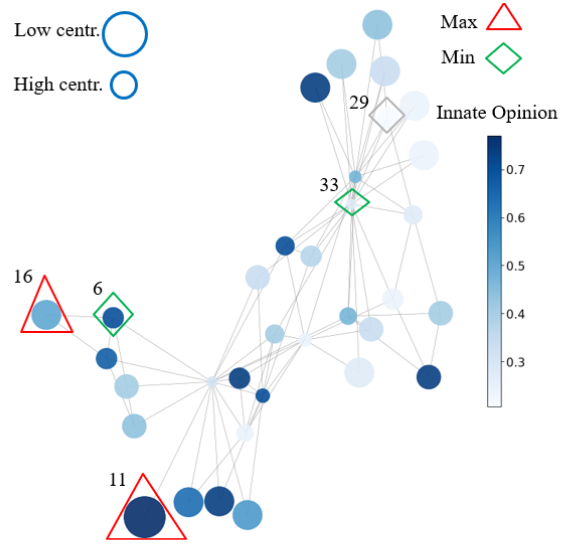 Low centr.
High centr.
Max
Min
Innate Opinion
0.7
0.6
0.5
0.4
0.3
29
33
16
6
11